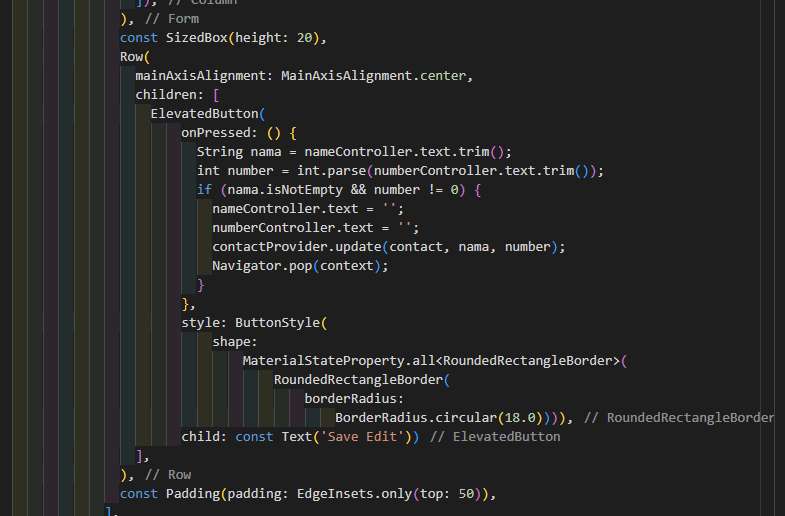 ]), // Column
), // Form
const SizedBox(height: 20),
Row(
mainAxisAlignment: MainAxisAlignment.center,
children: [
ElevatedButton(
onPressed: () {
String nama = nameController.text.trim();
int number = int.parse(numberController.text.trim());
if (nama.isNotEmpty && number != 0) {
nameController.text = '';
numberController.text = '';
contactProvider.update(contact, nama, number);
Navigator.pop(context);
}
},
style: ButtonStyle(
shape:
MaterialStateProperty.all<RoundedRectangleBorder>(
RoundedRectangleBorder(
borderRadius:
BorderRadius.circular(18.0)))), // RoundedRectangleBorder
child: const Text('Save Edit')) // ElevatedButton
],
), // Row
const Padding(padding: EdgeInsets.only(top: 50)),
],